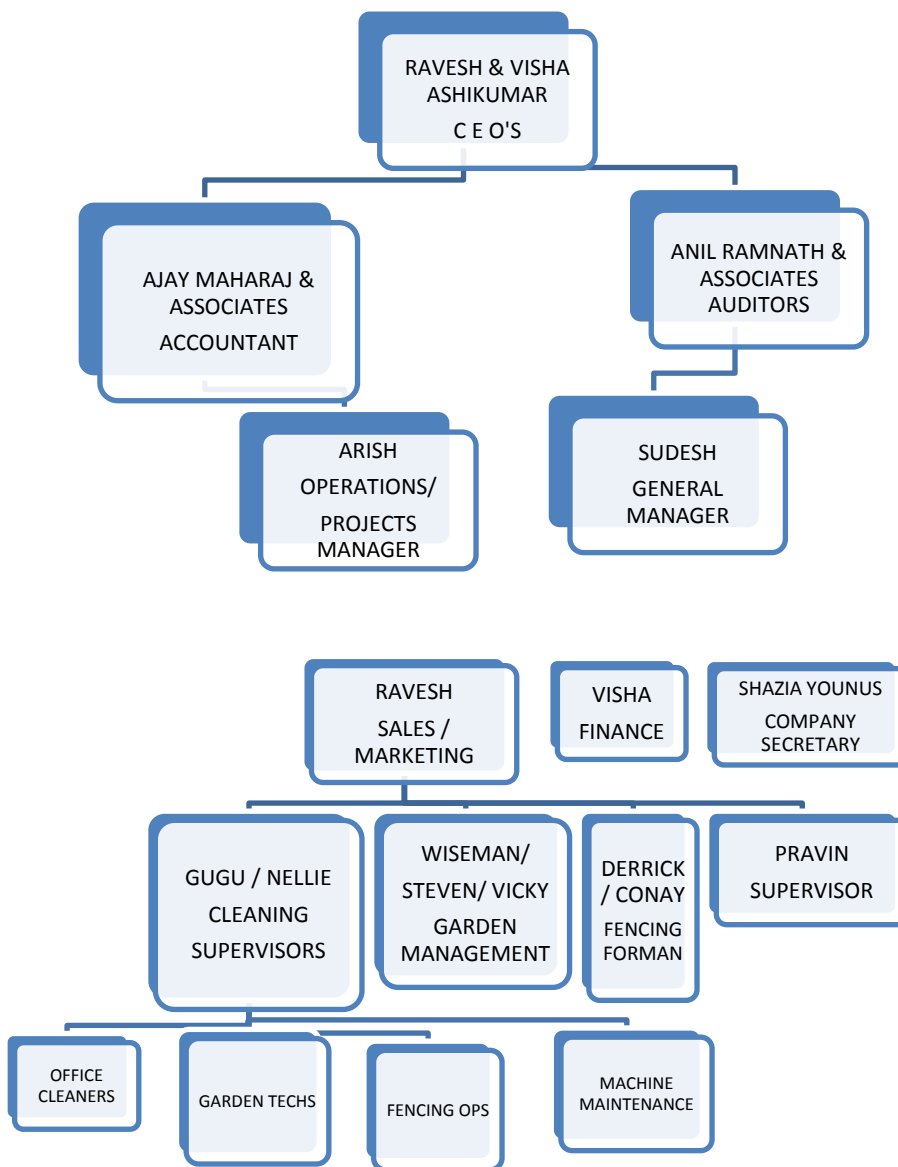 RAVESH & VISHA
ASHIKUMAR
C E O'S
AJAY MAHARAJ &
ASSOCIATES
ACCOUNTANT
ANIL RAMNATH &
ASSOCIATES
AUDITORS
ARISH
OPERATIONS/
PROJECTS
MANAGER
SUDESH
GENERAL
MANAGER
RAVESH
SALES /
MARKETING
VISHA
FINANCE
SHAZIA YOUNUS
COMPANY
SECRETARY
GUGU / NELLIE
CLEANING
SUPERVISORS
WISEMAN/
STEVEN/ VICKY
GARDEN
MANAGEMENT
DERRICK
/ CONAY
FENCING
FORMAN
PRAVIN
SUPERVISOR
OFFICE
CLEANERS
GARDEN TECHS
FENCING OPS
MACHINE
MAINTENANCE